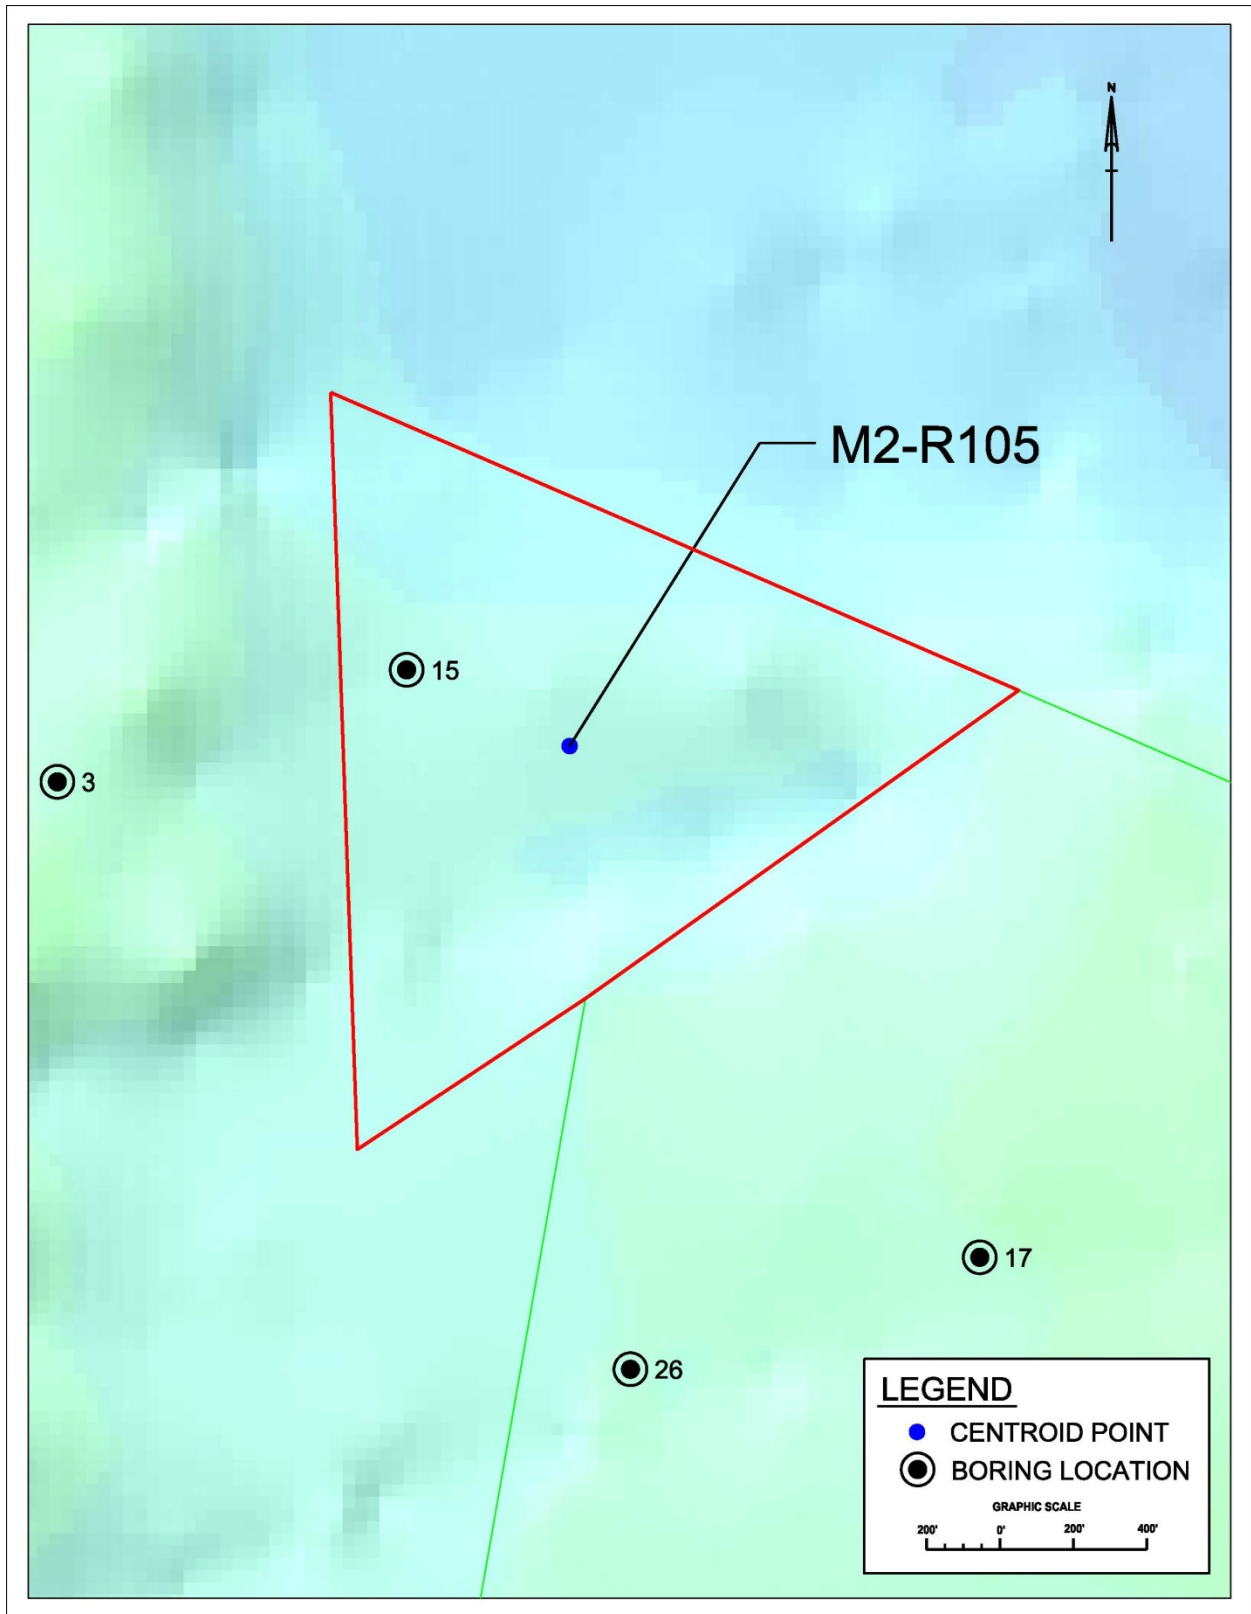 N
M2-R105
15
3
17
26
LEGEND
CENTROID POINT
BORING LOCATION
GRAPHIC SCALE
200' 0' 200' 400'